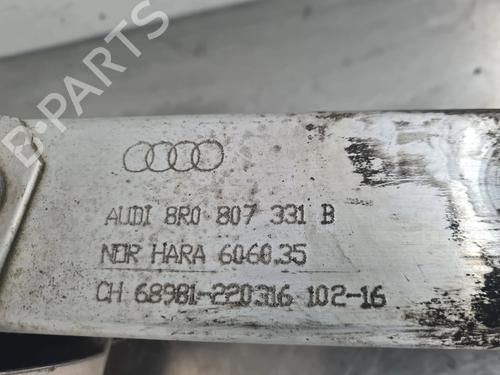 B-PARTS
AUDI 8R0 807 331 B
NDR HARA 6060.35
CH 68981-220316 102-16